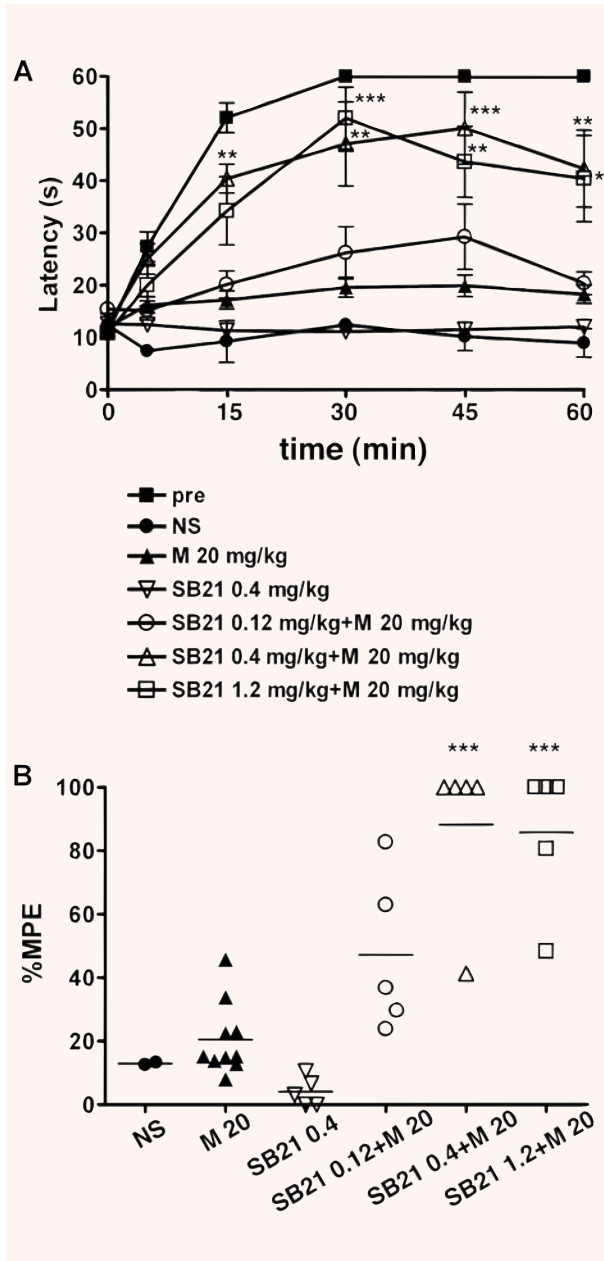 A
60
50
40
30
20
10
0
Latency (s)
***
**
**
***
**
**
*
0 15 30 45 60
time (min)
pre
NS
M 20 mg/kg
SB21 0.4 mg/kg
SB21 0.12 mg/kg+M 20 mg/kg
SB21 0.4 mg/kg+M 20 mg/kg
SB21 1.2 mg/kg+M 20 mg/kg
B
*** ***
100
80
60
40
20
0
%MPE
NS
M 20
SB21 0.4
SB21 0.12+M 20
SB21 0.4+M 20
SB21 1.2+M 20